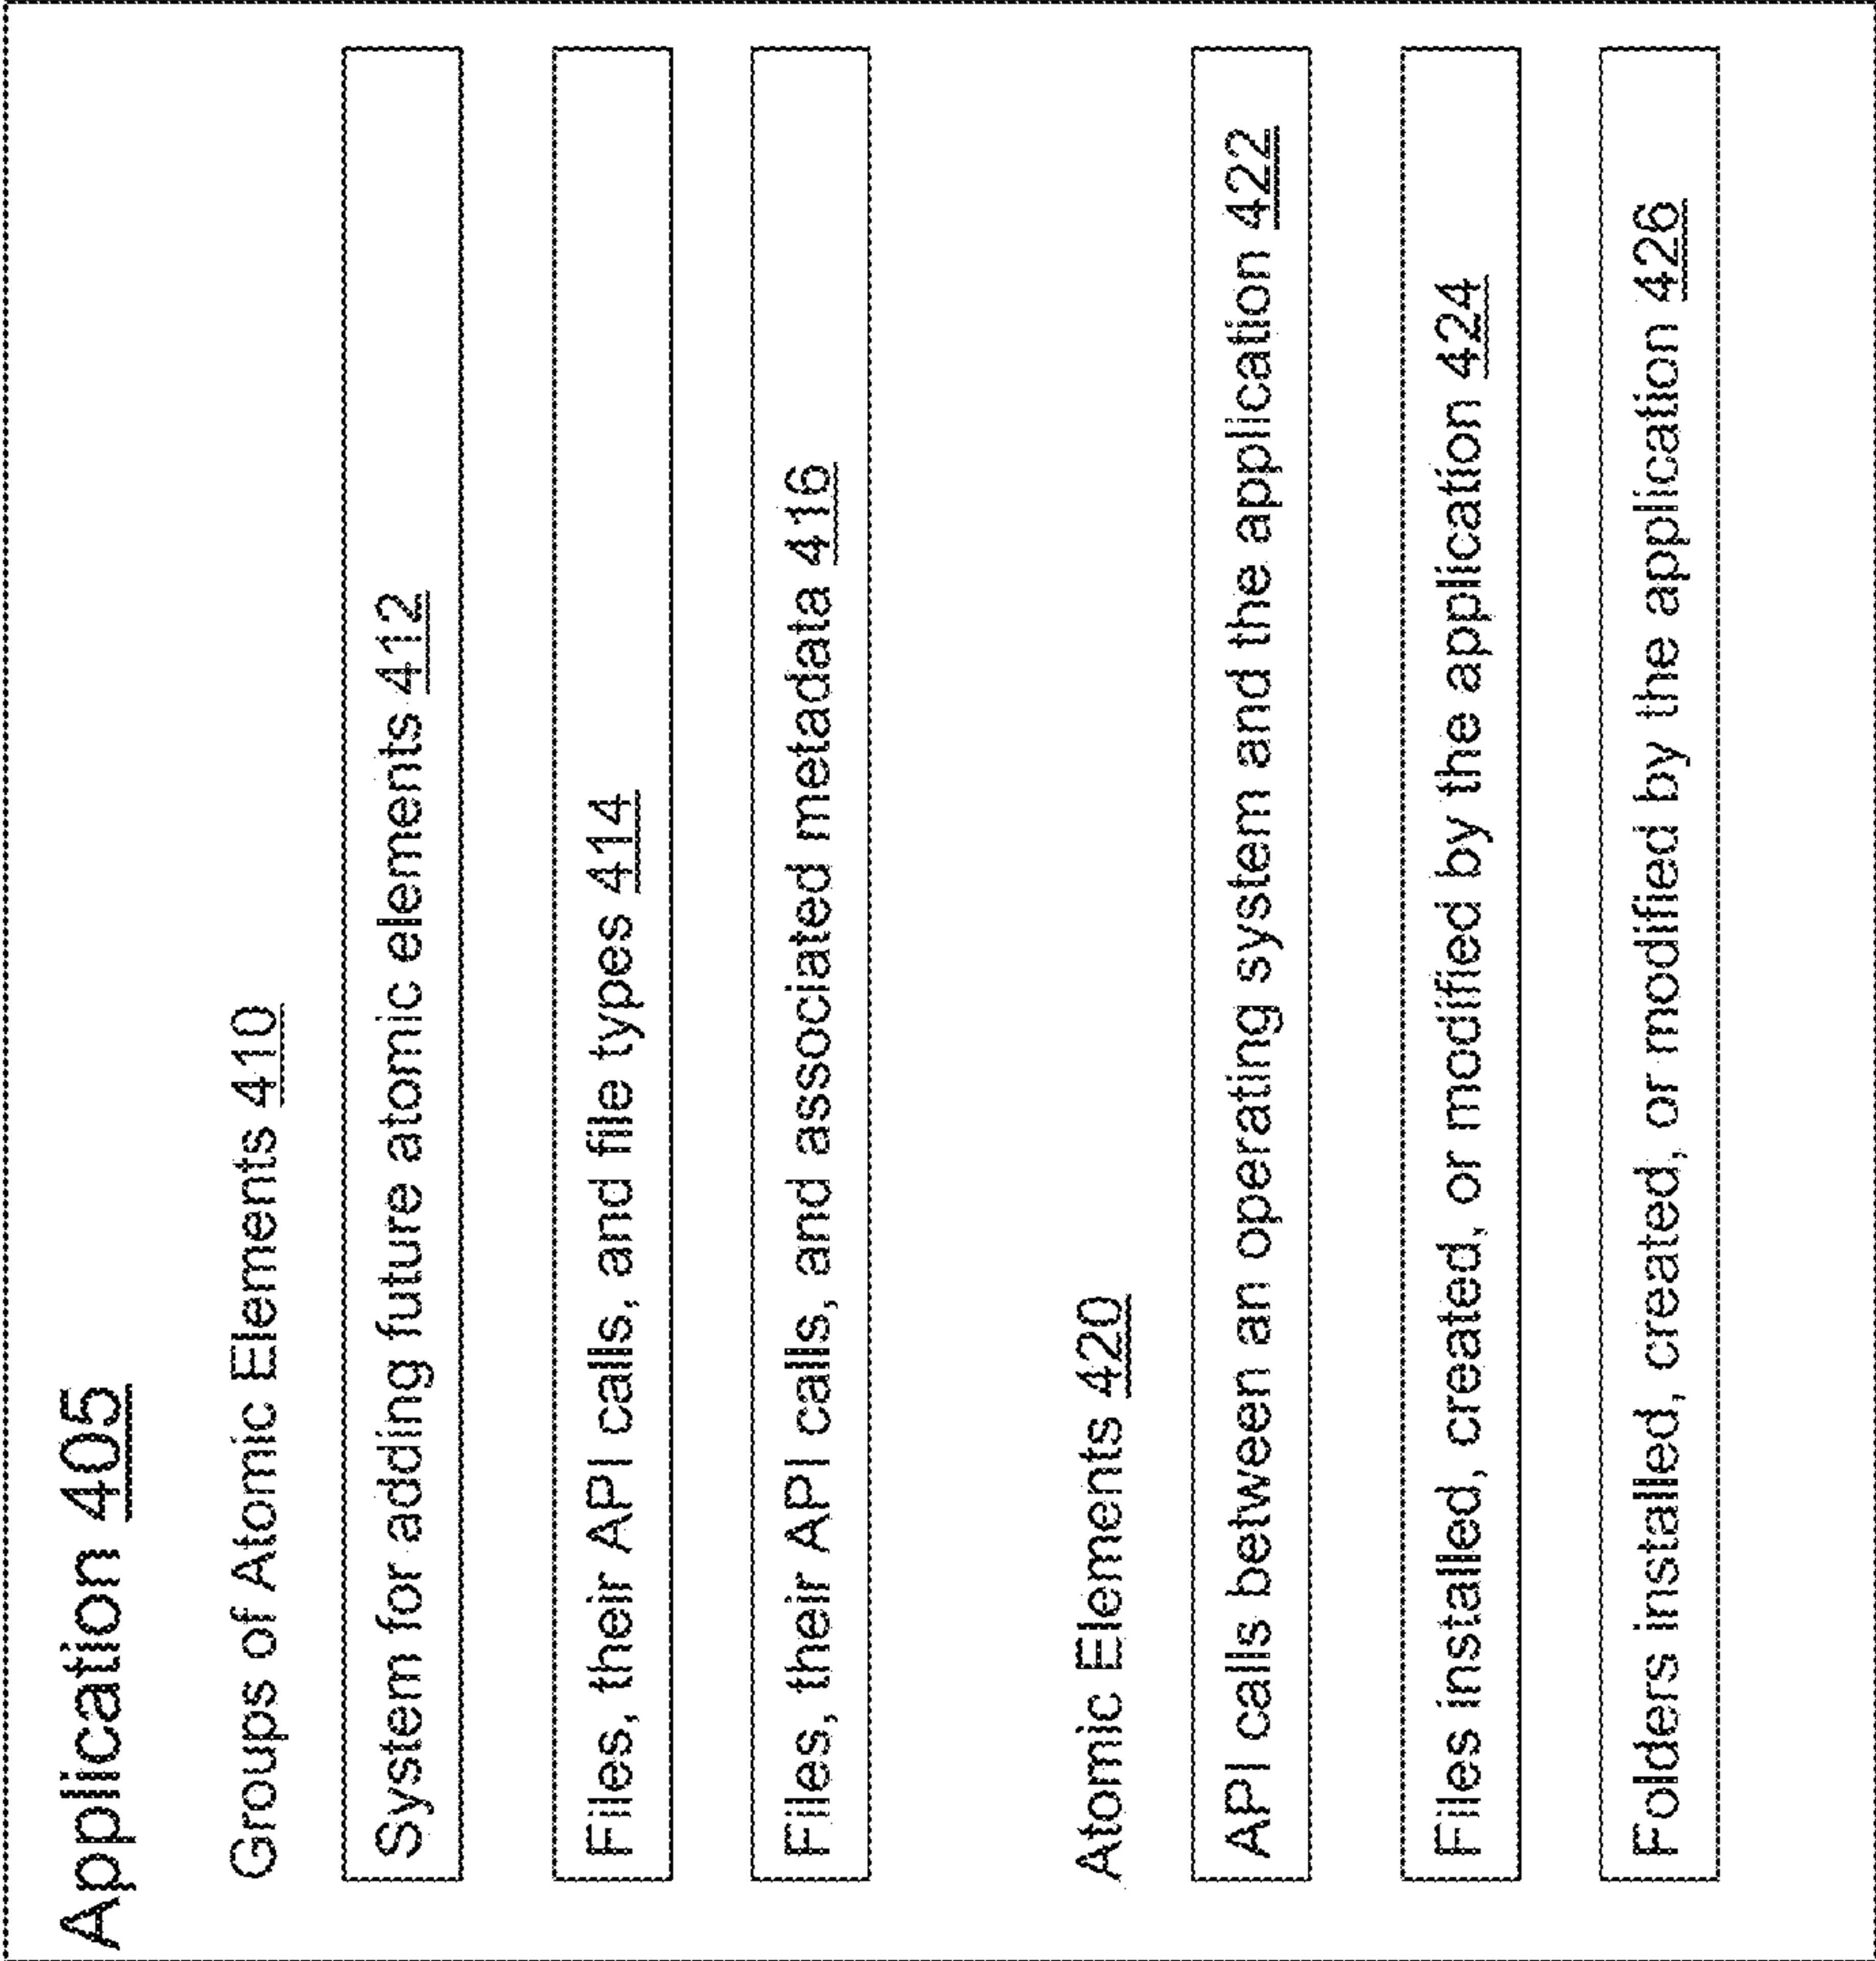 Application 405
Groups of Atomic Elements 410
System for adding future atomic elements 412
Files, their API calls, and file types 414
Files, their API calls, and associated metadata 416
Atomic Elements 420
API calls between an operating system and the application 422
Files installed, created, or modified by the application 424
Folders installed, created, or modified by the application 426